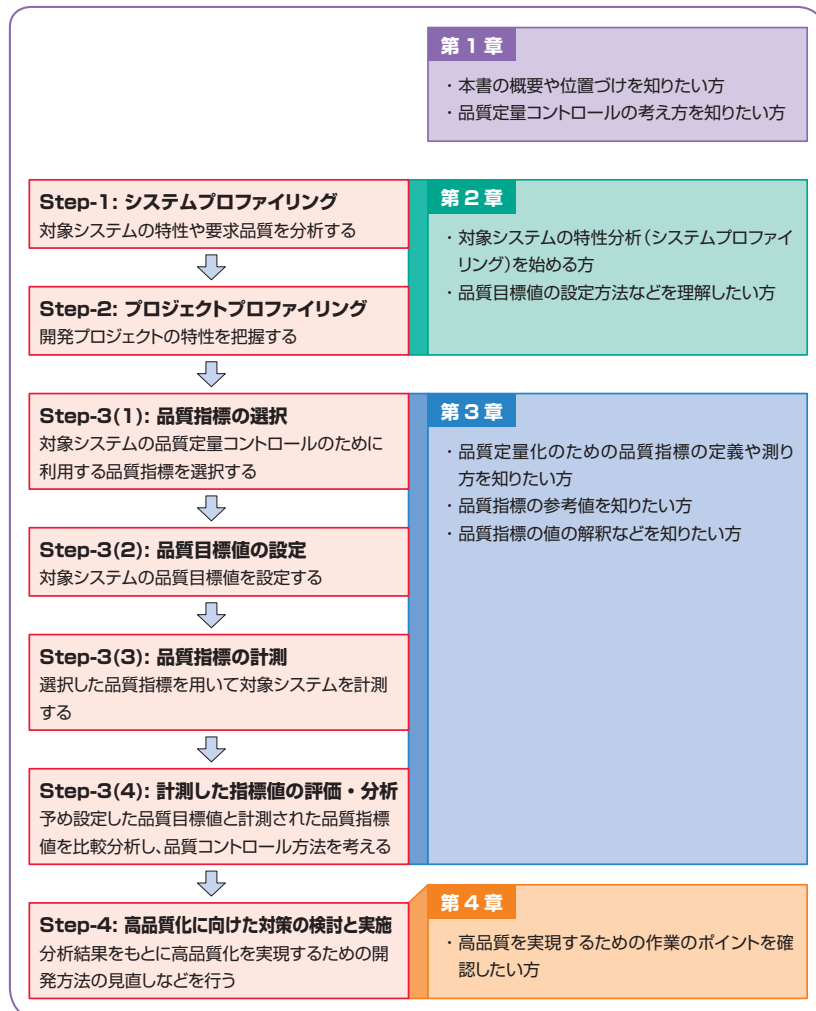 第1章
・本書の概要や位置づけを知りたい方
・品質定量コントロールの考え方を知りたい方
Step-1: システムプロファイリング
対象システムの特性や要求品質を分析する
Step-2: プロジェクトプロファイリング
開発プロジェクトの特性を把握する
第2章
・対象システムの特性分析(システムプロファイ
リング)を始める方
・品質目標値の設定方法などを理解したい方
Step-3(1): 品質指標の選択
対象システムの品質定量コントロールのために
利用する品質指標を選択する
Step-3(2): 品質目標値の設定
対象システムの品質目標値を設定する
Step-3(3): 品質指標の計測
選択した品質指標を用いて対象システムを計測
する
Step-3(4): 計測した指標値の評価・分析
予め設定した品質目標値と計測された品質指標
値を比較分析し、品質コントロール方法を考える
第3章
・品質定量化のための品質指標の定義や測り
方を知りたい方
・品質指標の参考値を知りたい方
・品質指標の値の解釈などを知りたい方
Step-4: 高品質化に向けた対策の検討と実施
分析結果をもとに高品質化を実現するための開
発方法の見直しなどを行う
第4章
・高品質を実現するための作業のポイントを確
認したい方